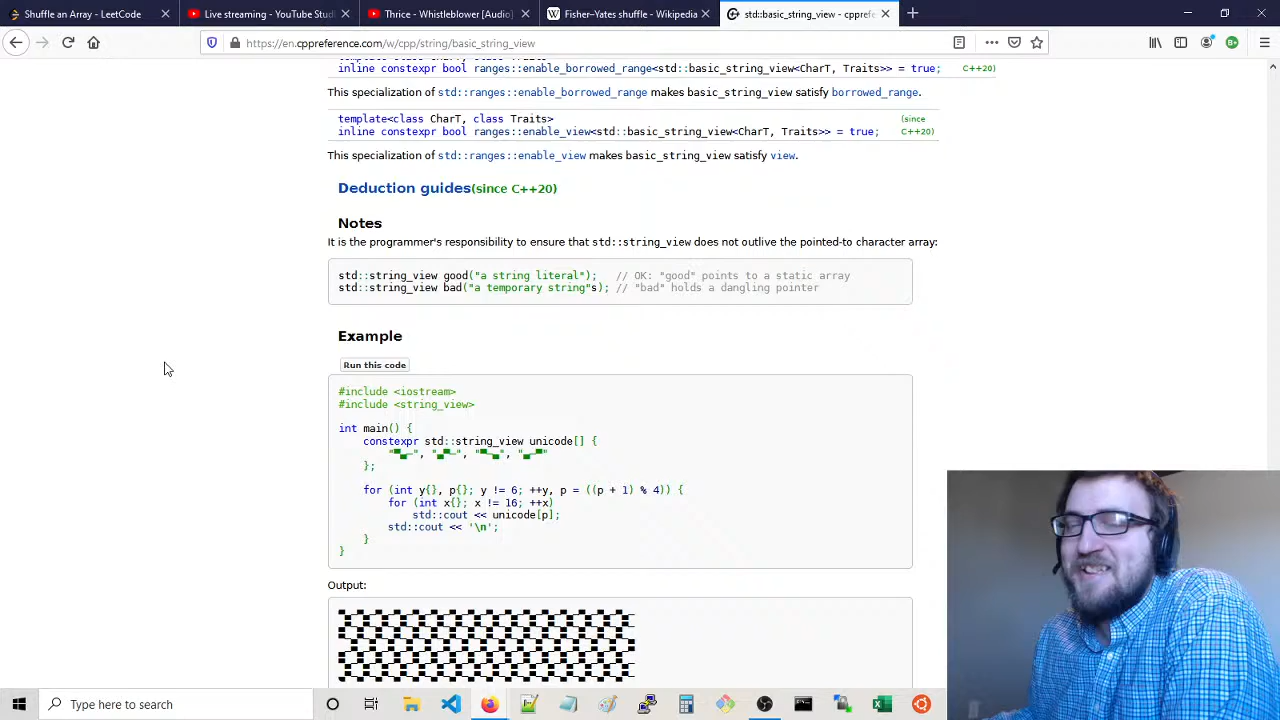 Shuffle an Array - LeetCode
Live streaming - YouTube Stud
Thrice - Whistleblower [Audio]
Fisher–Yates shuffle - Wikipedia
std::basic_string_view - cpprefe
https://en.cppreference.com/w/cpp/string/basic_string_view
inline constexpr bool ranges::enable_borrowed_range<std::basic_string_view<CharT, Traits>> = true; C++20)
This specialization of std::ranges::enable_borrowed_range makes basic_string_view satisfy borrowed_range.
template<class CharT, class Traits>
inline constexpr bool ranges::enable_view<std::basic_string_view<CharT, Traits>> = true;
(since
C++20)
This specialization of std::ranges::enable_view makes basic_string_view satisfy view.
Deduction guides(since C++20)
Notes
It is the programmer's responsibility to ensure that std::string_view does not outlive the pointed-to character array:
std::string_view good("a string literal");   // OK: "good" points to a static array
std::string_view bad("a temporary string"s); // "bad" holds a dangling pointer
Example
Run this code
#include <iostream>
#include <string_view>
int main() {
constexpr std::string_view unicode[] {
"▀▄─", "▄▀─", "▀─▄", "▄─▀"
};
for (int y{}, p{}; y != 6; ++y, p = ((p + 1) % 4)) {
for (int x{}; x != 16; ++x)
std::cout << unicode[p];
std::cout << '\n';
}
}
Output:
Type here to search